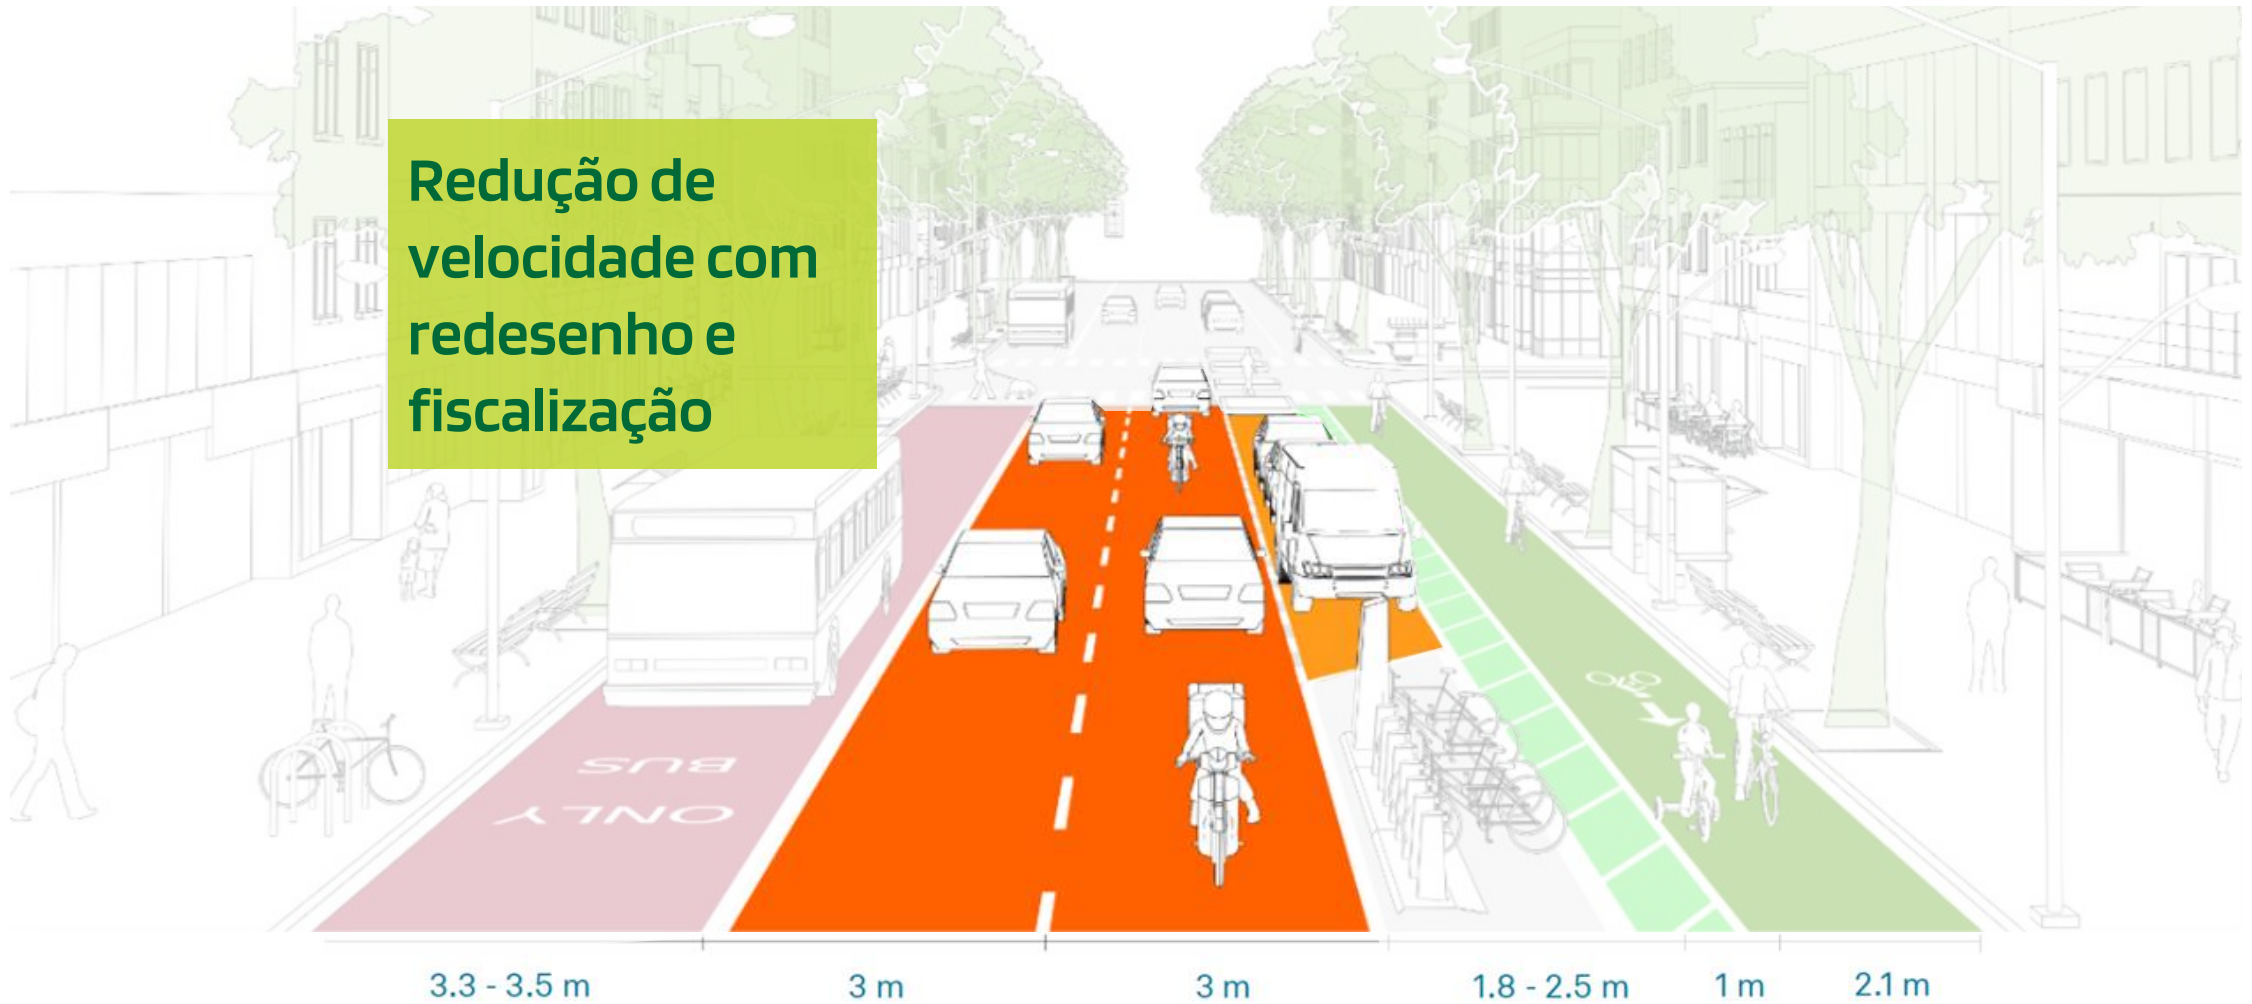 Redução de
velocidade com
redesenho e
fiscalização
BUS
ONLY
3.3 - 3.5 m
3 m
3 m
1.8 - 2.5 m
1 m
2.1 m